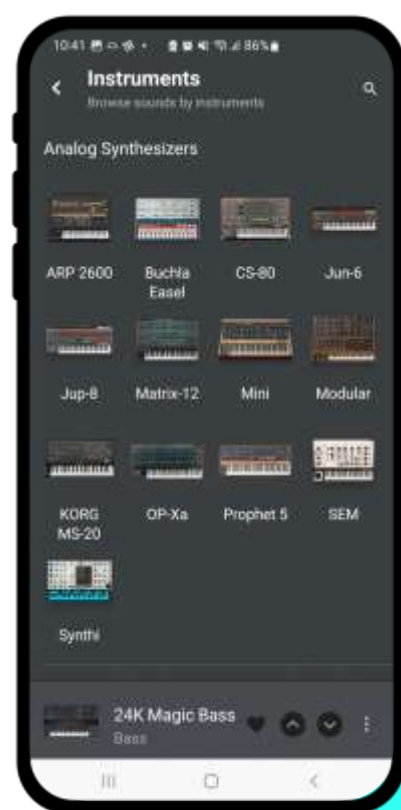 10:41 86%
Instruments
Browse sounds by instruments
Analog Synthesizers
ARP 2600 Buchla Easel CS-80 Jun-6
Jup-8 Matrix-12 Mini Modular
KORG MS-20 OP-Xa Prophet 5 SEM
Synthi
24K Magic Bass
Bass